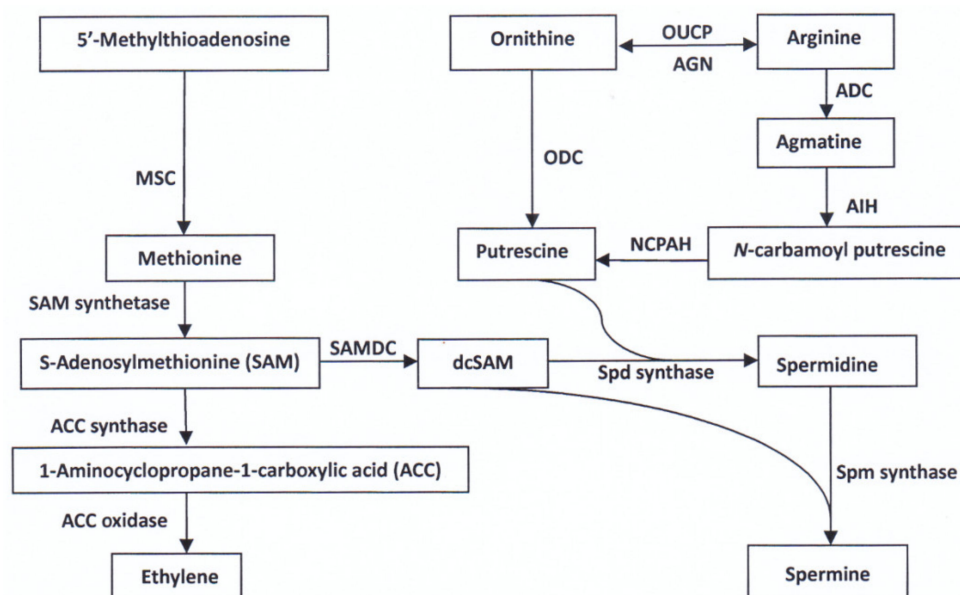 5′-Methylthioadenosine
Ornithine
OUCP
AGN
Arginine
ADC
Agmatine
MSC
ODC
AIH
Methionine
Putrescine
NCPAH
N-carbamoyl putrescine
SAM synthetase
S-Adenosylmethionine (SAM)
SAMDC
dcSAM
Spd synthase
Spermidine
ACC synthase
1-Aminocyclopropane-1-carboxylic acid (ACC)
Spm synthase
ACC oxidase
Ethylene
Spermine